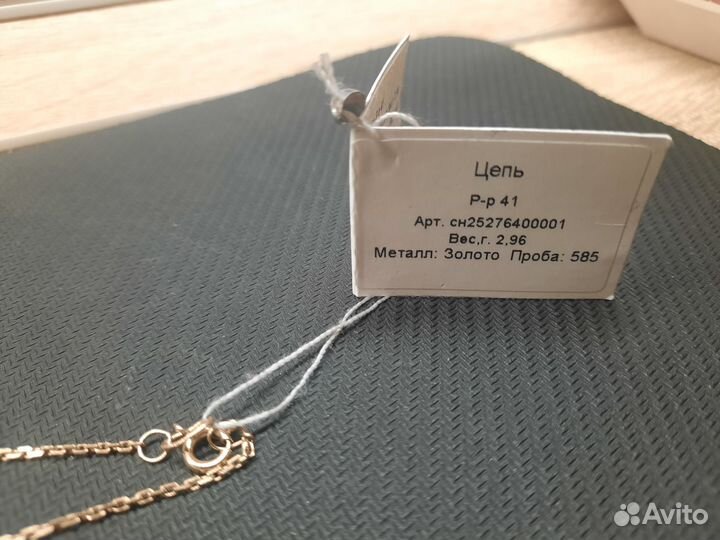 Цепь
Р-р 41
Арт. сн25276400001
Вес,г. 2,96
Металл: Золото Проба: 585
Avito